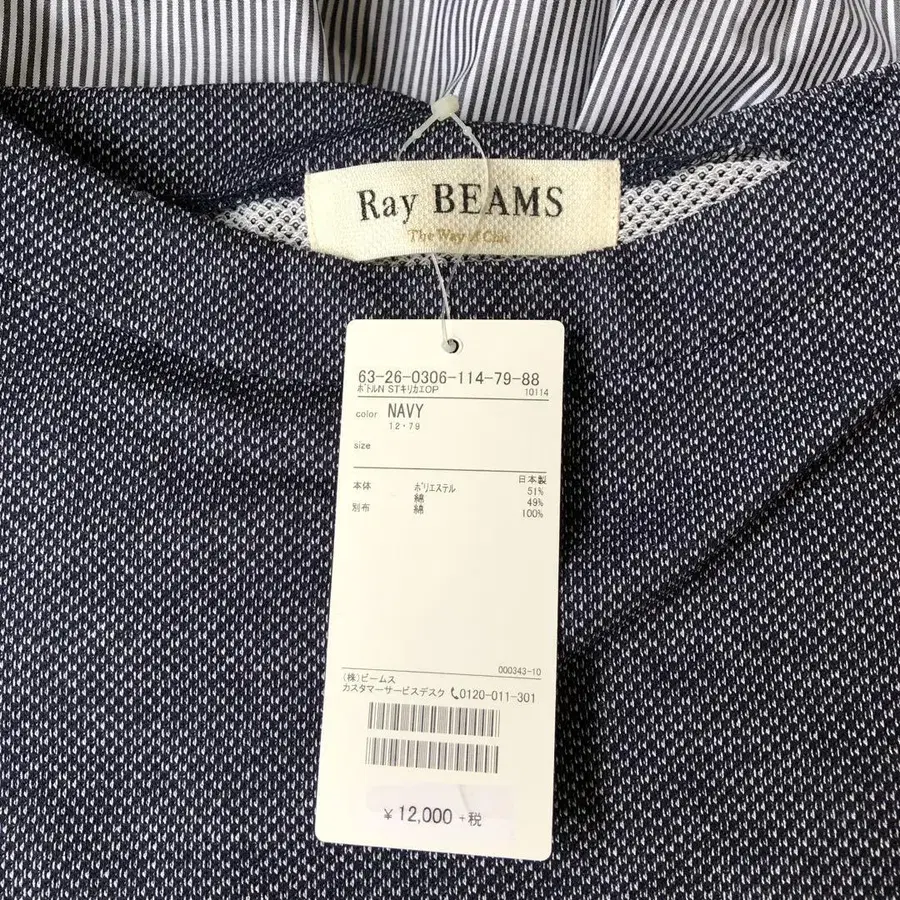 Ray BEAMS
The Way of Chic
63-26-0306-114-79-88
ボトルN STキリカエOP 10114
color NAVY
12・79
size
日本製
本体 ポリエステル 51%
綿 49%
別布 綿 100%
000343-10
(株)ビームス
カスタマーサービスデスク 0120-011-301
¥12,000 +税